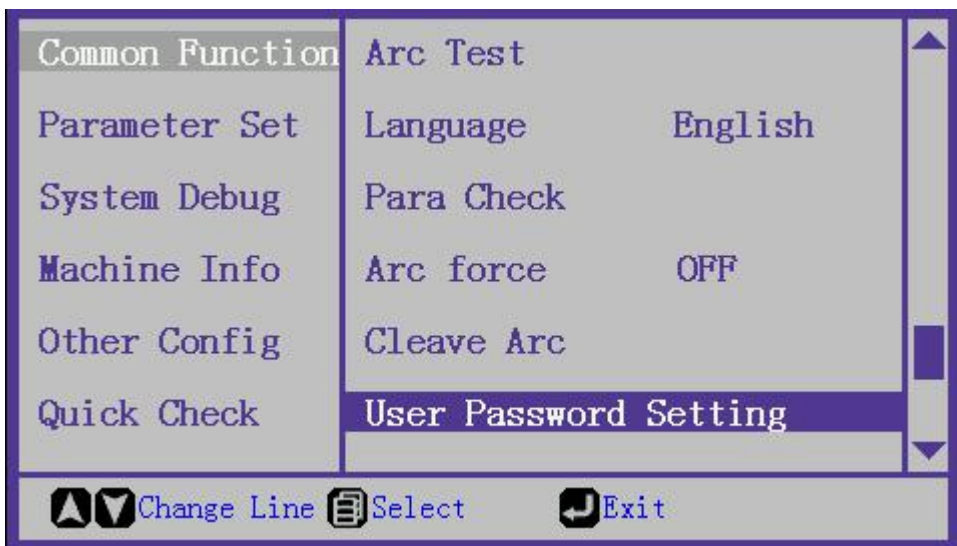 Common Function Arc Test
Parameter Set Language English
System Debug Para Check
Machine Info Arc force OFF
Other Config Cleave Arc
Quick Check User Password Setting
Change Line Select Exit